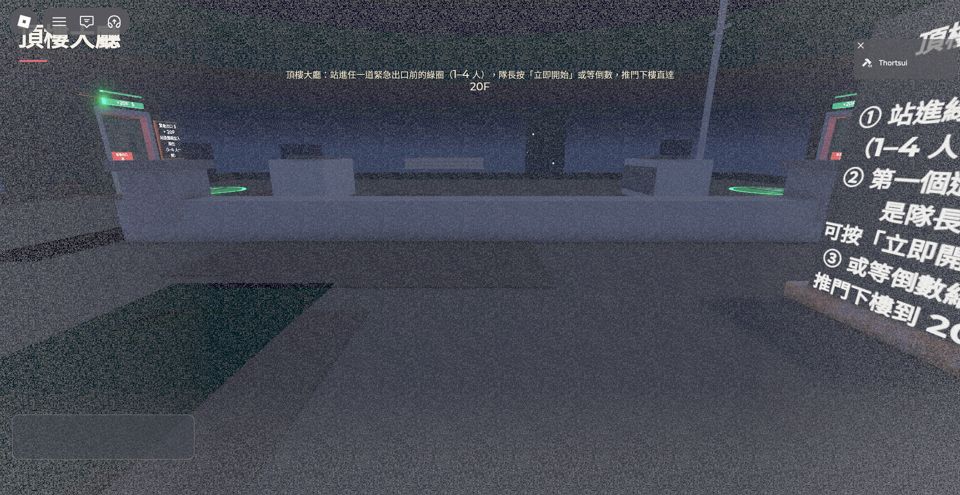 頂樓大廳
頂樓大廳：站進任一道緊急出口前的綠圈（1–4 人），隊長按「立即開始」或等倒數，推門下樓直達
20F
Thortsui
頂樓
① 站進綠
（1–4 人
② 第一個
是隊長
可按「立即開
③ 或等倒數
推門下樓到 20